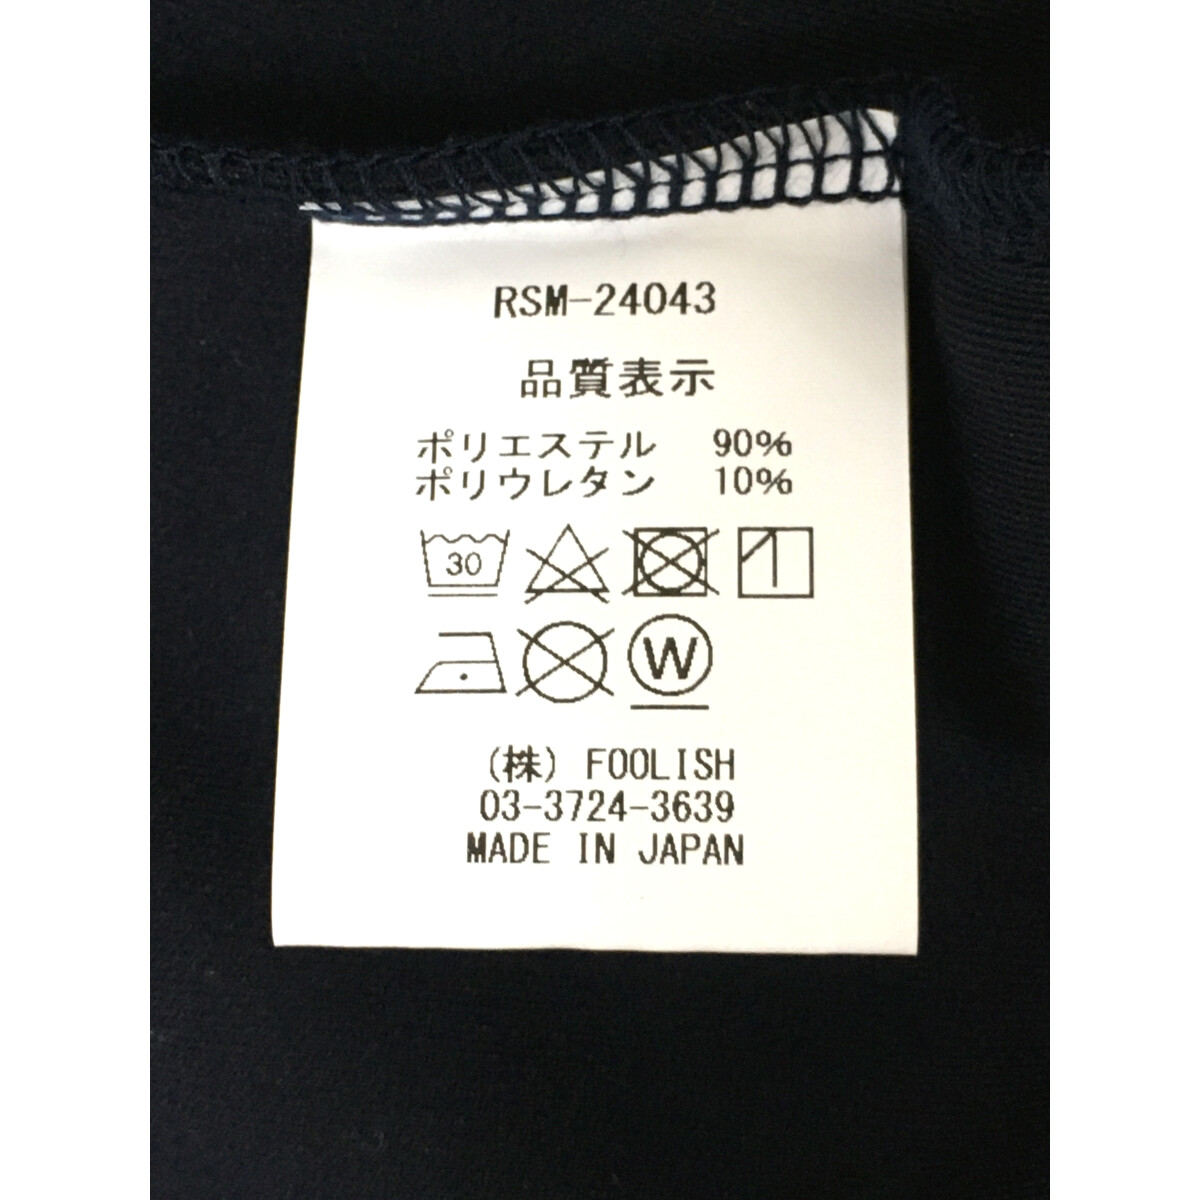 RSM-24043
品質表示
ポリエステル 90%
ポリウレタン 10%
30
W
(株) FOOLISH
03-3724-3639
MADE IN JAPAN